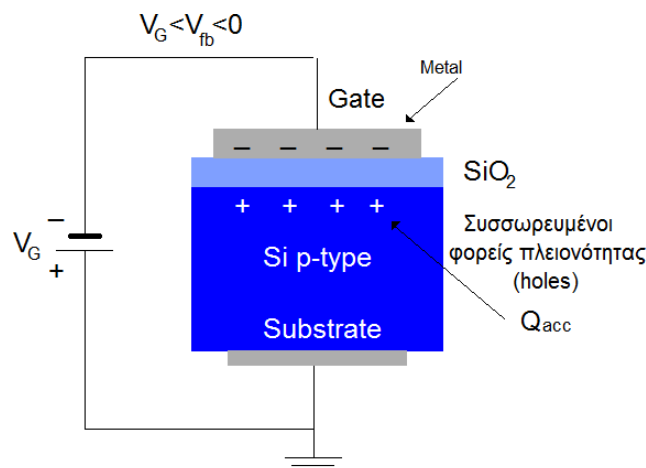 V_G<V_fb<0
Metal
Gate
– – – –
SiO₂
+ + + +
Συσσωρευμένοι
φορείς πλειονότητας
(holes)
–
V_G
+
Si p-type
Q_acc
Substrate